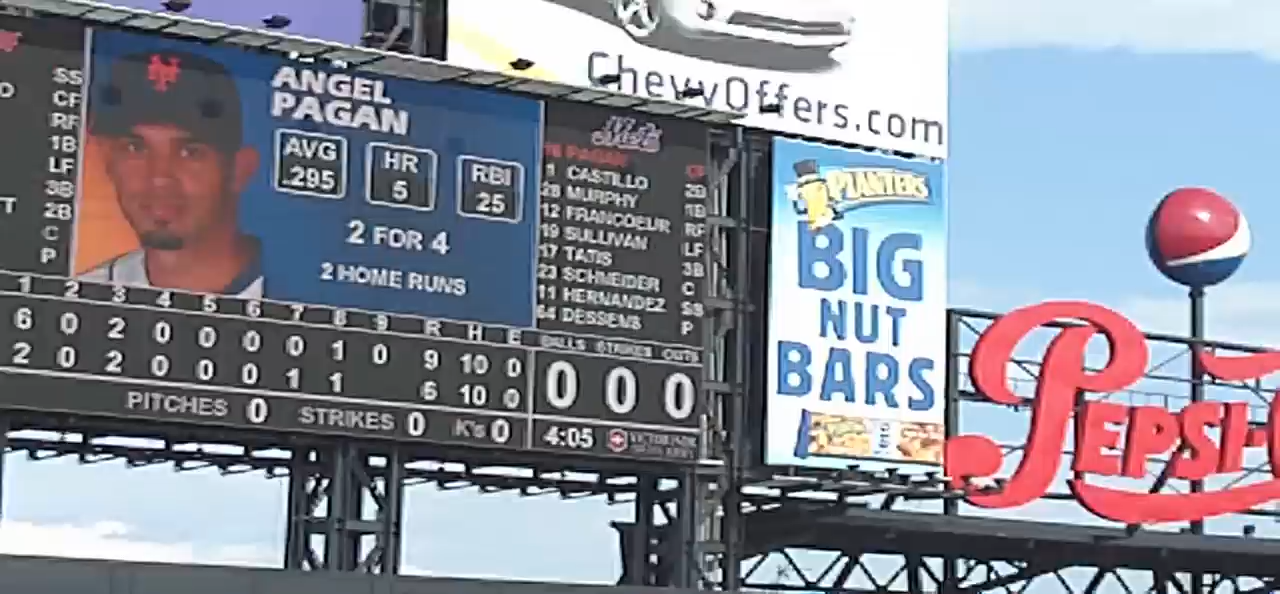 ChevyOffers.com
ANGEL
PAGAN
AVG
.295
HR
5
RBI
25
2 FOR 4
2 HOME RUNS
SS
CF
RF
1B
LF
3B
2B
C
P
Mets
16 PAGAN CF
1 CASTILLO 2B
28 MURPHY 1B
12 FRANCOEUR RF
19 SULLIVAN LF
17 TATIS 3B
23 SCHNEIDER C
11 HERNANDEZ SS
64 DESSENS P
1 2 3 4 5 6 7 8 9 R H E
6 0 2 0 0 0 0 1 0 9 10 0
2 0 2 0 0 0 1 1 6 10 0
BALLS STRIKES OUTS
0 0 0
PITCHES 0 STRIKES 0 K's 0
4:05
PLANTERS
BIG
NUT
BARS
PEPSI-